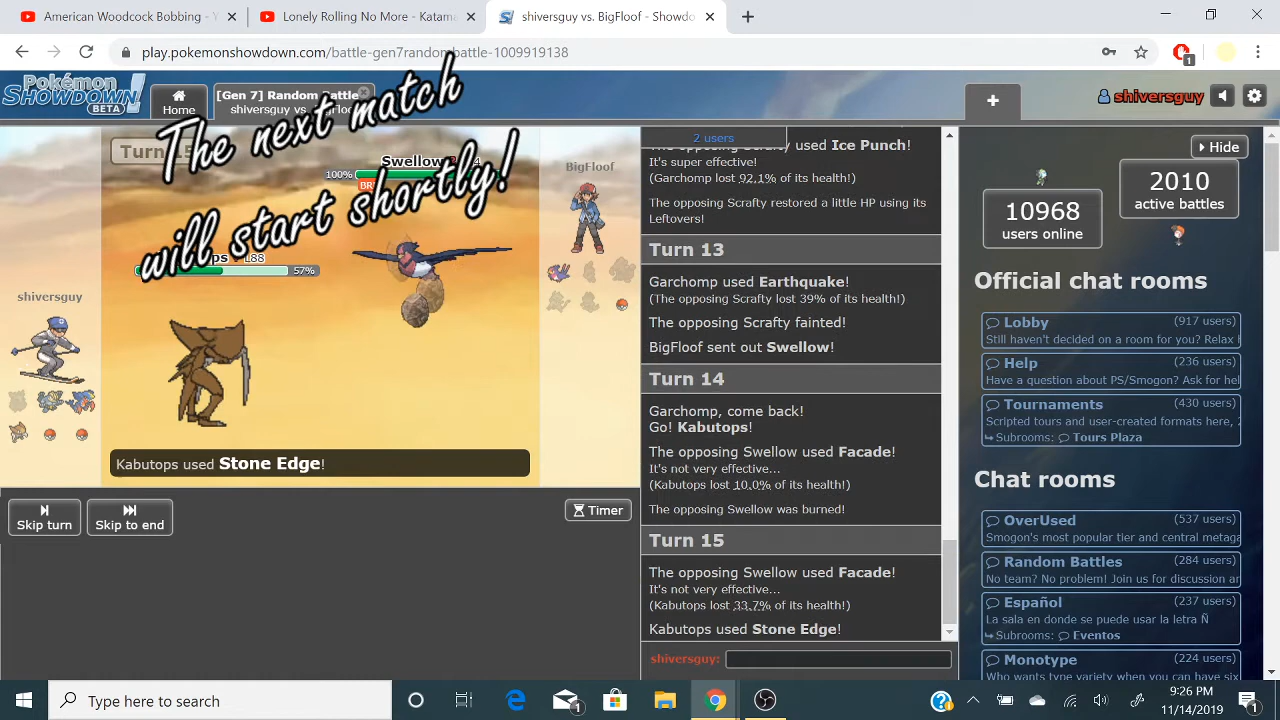 American Woodcock Bobbing - Y
Lonely Rolling No More - Katam
shiversguy vs. BigFloof - Showdo
play.pokemonshowdown.com/battle-gen7randombattle-1009919138
1
Pokémon
Showdown!
BETA
Home
[Gen 7] Random Battle
shiversguy vs.
shiversguy
The next match
will start shortly!
Turn 15
Swellow
100%
BR
L88
57%
shiversguy
BigFloof
Kabutops used Stone Edge!
Skip turn
Skip to end
Timer
2 users
used Ice Punch!
It's super effective!
(Garchomp lost 92.1% of its health!)
The opposing Scrafty restored a little HP using its
Leftovers!
Turn 13
Garchomp used Earthquake!
(The opposing Scrafty lost 39% of its health!)
The opposing Scrafty fainted!
BigFloof sent out Swellow!
Turn 14
Garchomp, come back!
Go! Kabutops!
The opposing Swellow used Facade!
It's not very effective...
(Kabutops lost 10.0% of its health!)
The opposing Swellow was burned!
Turn 15
The opposing Swellow used Facade!
It's not very effective...
(Kabutops lost 33.7% of its health!)
Kabutops used Stone Edge!
shiversguy:
Hide
10968
users online
2010
active battles
Official chat rooms
Lobby (917 users)
Still haven't decided on a room for you? Relax
Help (236 users)
Have a question about PS/Smogon? Ask for hel
Tournaments (430 users)
Scripted tours and user-created formats here,
Subrooms: Tours Plaza
Chat rooms
OverUsed (537 users)
Smogon's most popular tier and central metaga
Random Battles (284 users)
No team? No problem! Join us for discussion ar
Español (237 users)
La sala en donde se puede usar la letra Ñ
Subrooms: Eventos
Monotype (224 users)
Who wants type variety when you can have six
Type here to search
1
9:26 PM
11/14/2019
1